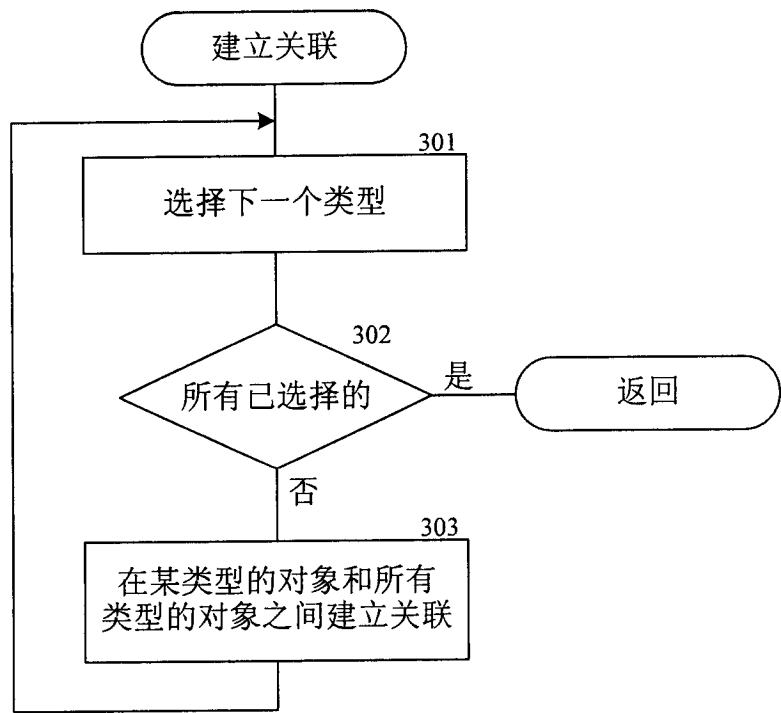 建立关联
301
选择下一个类型
302
所有已选择的
是
返回
否
303
在某类型的对象和所有
类型的对象之间建立关联